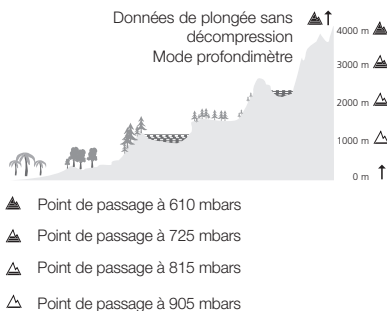 Données de plongée sans
décompression
Mode profondimètre
4000 m
3000 m
2000 m
1000 m
0 m
Point de passage à 610 mbars
Point de passage à 725 mbars
Point de passage à 815 mbars
Point de passage à 905 mbars